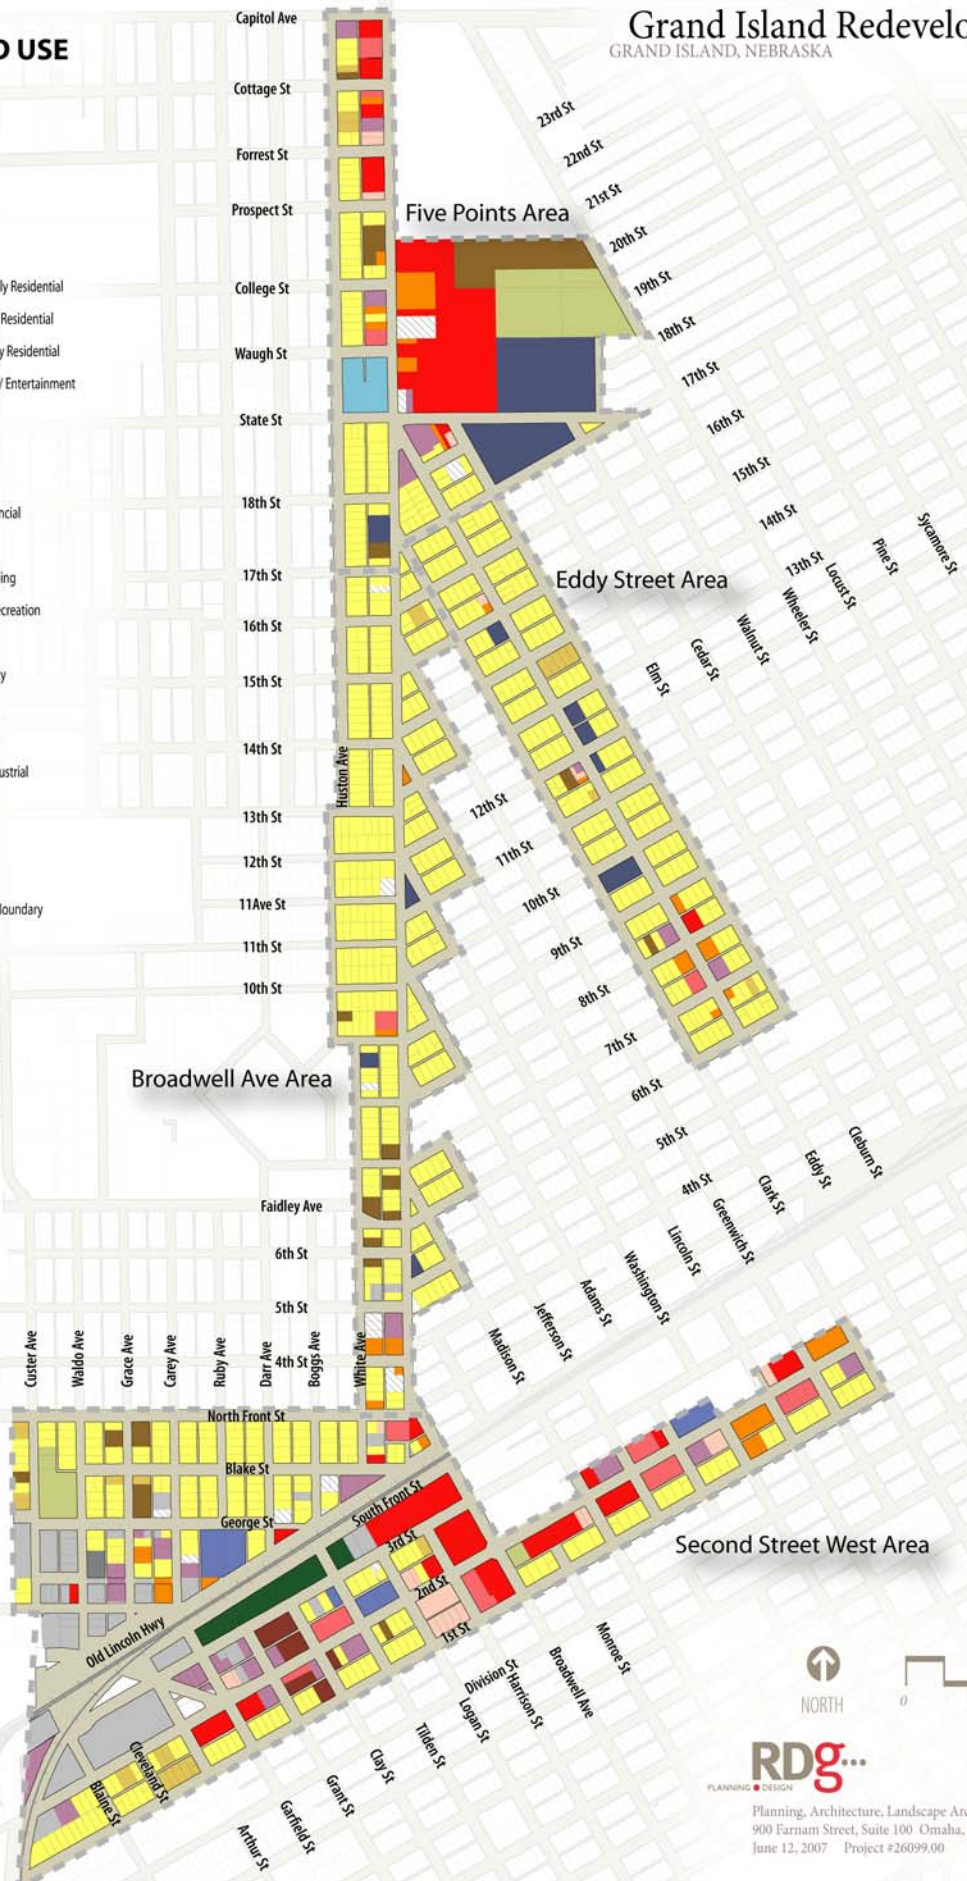 Grand Island Redevelo
GRAND ISLAND, NEBRASKA
D USE
ly Residential
Residential
y Residential
/ Entertainment
ncial
ing
creation
y
ustrial
Boundary
Capitol Ave
Cottage St
Forrest St
Prospect St
College St
Waugh St
State St
18th St
17th St
16th St
15th St
14th St
13th St
12th St
11Ave St
11th St
10th St
Huston Ave
Five Points Area
23rd St
22nd St
21st St
20th St
19th St
18th St
17th St
16th St
15th St
14th St
13th St
Eddy Street Area
Sycamore St
Pine St
Locust St
Wheeler St
Walnut St
Cedar St
Elm St
12th St
11th St
10th St
9th St
8th St
7th St
6th St
5th St
4th St
Broadwell Ave Area
Faidley Ave
6th St
5th St
4th St
Cleburn St
Eddy St
Clark St
Greenwich St
Lincoln St
Washington St
Adams St
Jefferson St
Madison St
Custer Ave
Waldo Ave
Grace Ave
Carey Ave
Ruby Ave
Darr Ave
Boggs Ave
White Ave
North Front St
Blake St
George St
South Front St
3rd St
2nd St
1st St
Old Lincoln Hwy
Second Street West Area
Monroe St
Broadwell Ave
Harrison St
Division St
Logan St
Tilden St
Clay St
Grant St
Garfield St
Arthur St
Cleveland St
Blaine St
NORTH
0
RDg...
PLANNING • DESIGN
Planning, Architecture, Landscape Arc
900 Farnam Street, Suite 100 Omaha,
June 12, 2007 Project #26099.00